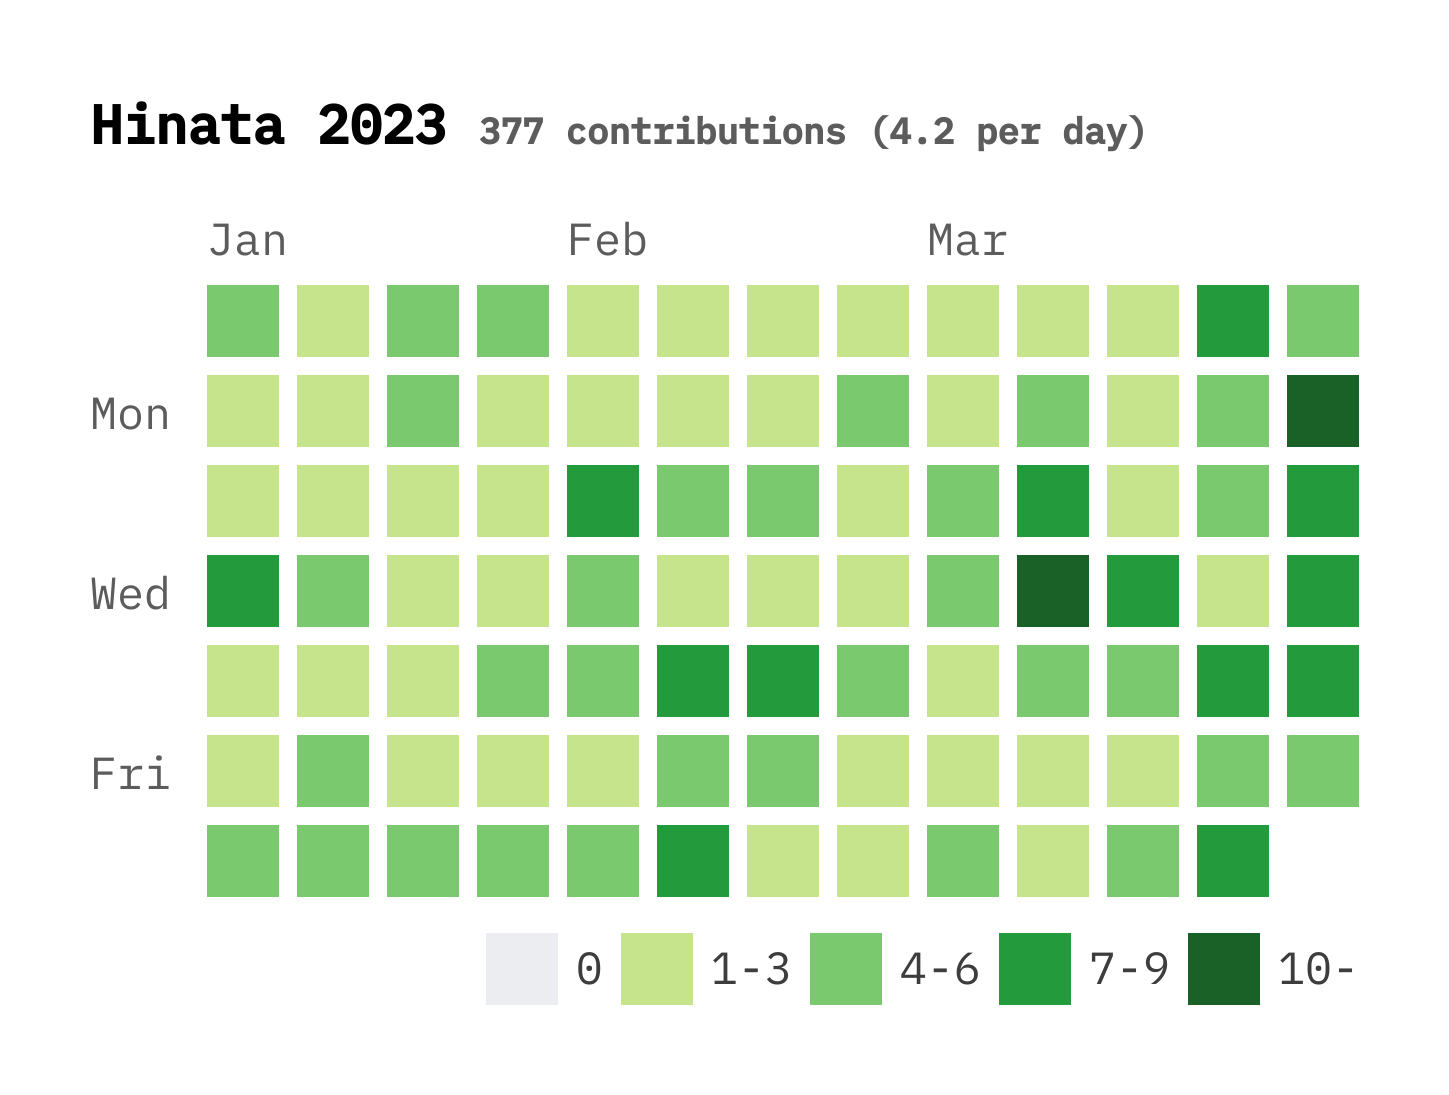 Hinata 2023 377 contributions (4.2 per day)
Jan Feb Mar
Mon
Wed
Fri
0 1-3 4-6 7-9 10-